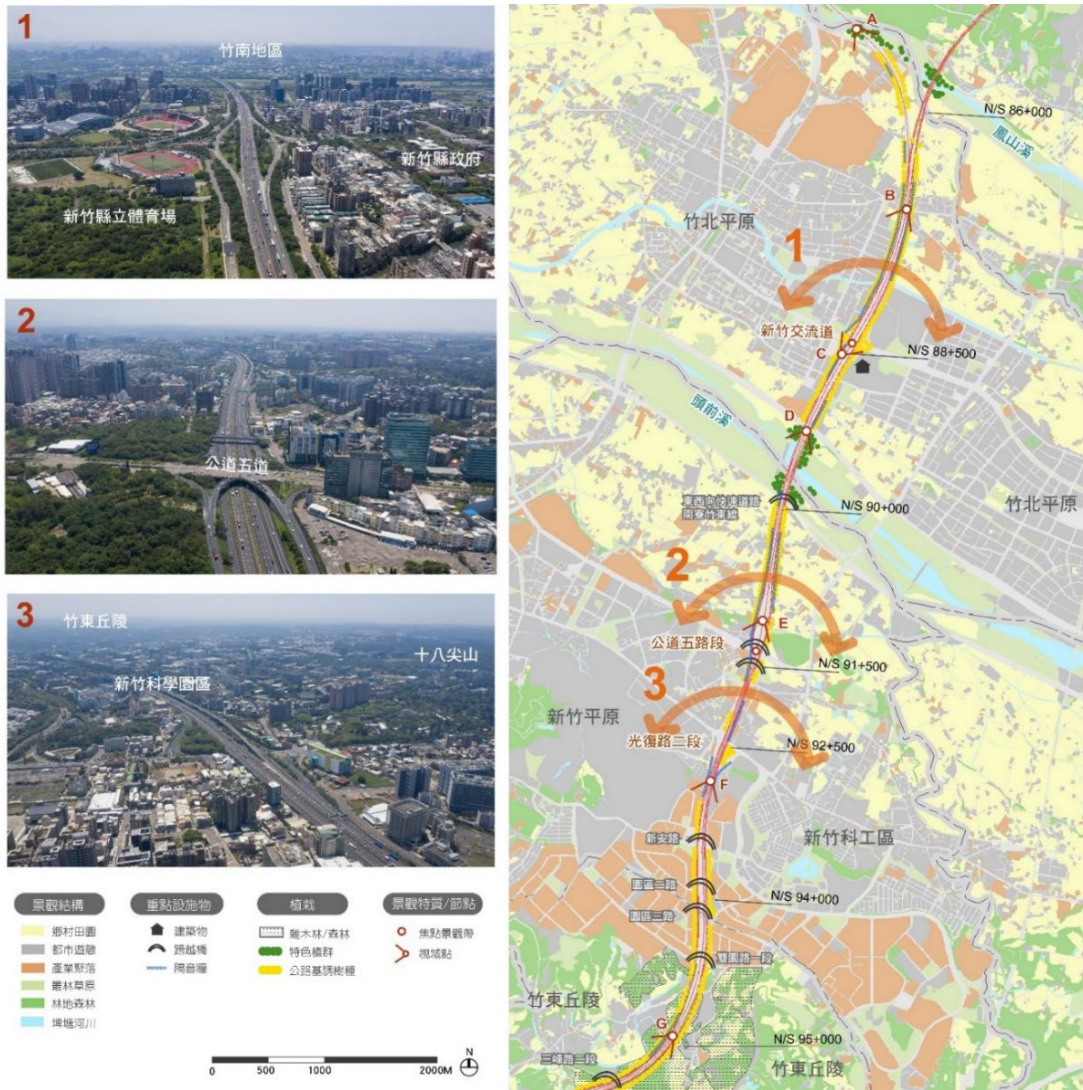 1
竹南地區
新竹縣政府
新竹縣立體育場
2
公道五道
3
竹東丘陵
十八尖山
新竹科學園區
景觀結構
鄉村田園
都市遊憩
產業聚落
叢林草原
林地森林
埤塘河川
重點設施物
建築物
跨越橋
隔音牆
植栽
雜木林/森林
特色植群
公路基調樹種
景觀特質/節點
焦點景觀帶
視域點
0 500 1000 2000M
N
A
N/S 86+000
鳳山溪
B
竹北平原
1
新竹交流道
C
N/S 88+500
頭前溪
D
東西向快速道路
南寮竹東線
N/S 90+000
竹北平原
2
E
公道五路段
N/S 91+500
3
新竹平原
光復路二段
N/S 92+500
F
新安路
新竹科工區
園區二路
N/S 94+000
園區三路
雙園路一段
竹東丘陵
G
N/S 95+000
三峰路二段
竹東丘陵